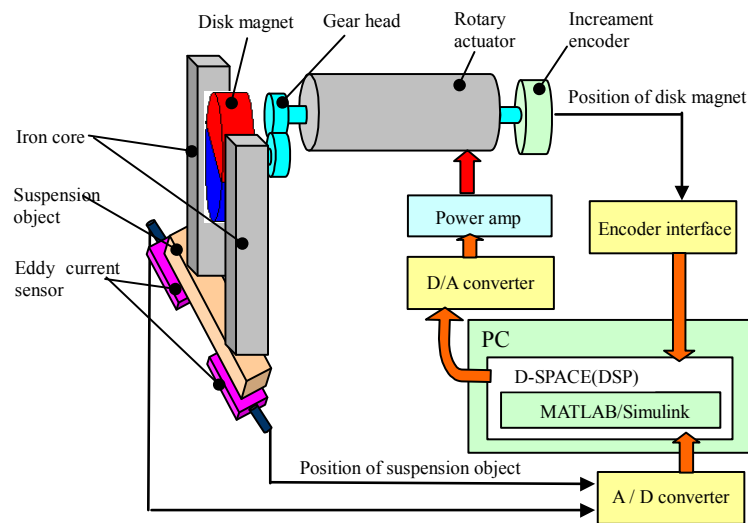 Disk magnet
Gear head
Rotary
actuator
Increament
encoder
Position of disk magnet
Iron core
Suspension
object
Eddy current
sensor
Power amp
Encoder interface
D/A converter
PC
D-SPACE(DSP)
MATLAB/Simulink
Position of suspension object
A / D converter